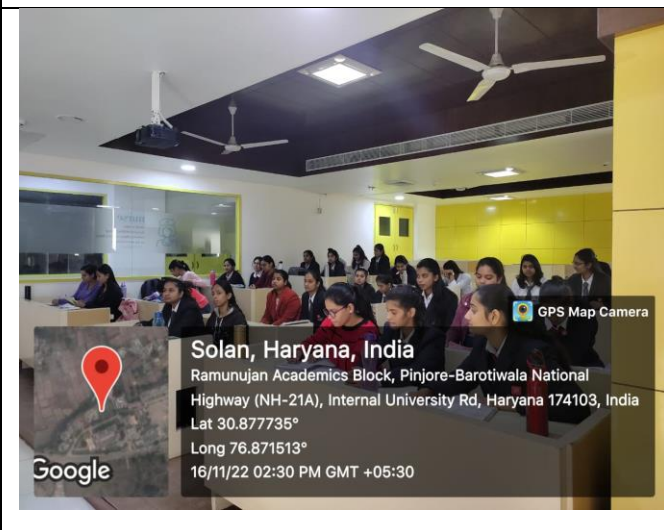 GPS Map Camera
Solan, Haryana, India
Ramunujan Academics Block, Pinjore-Barotiwala National
Highway (NH-21A), Internal University Rd, Haryana 174103, India
Lat 30.877735°
Long 76.871513°
16/11/22 02:30 PM GMT +05:30
Google